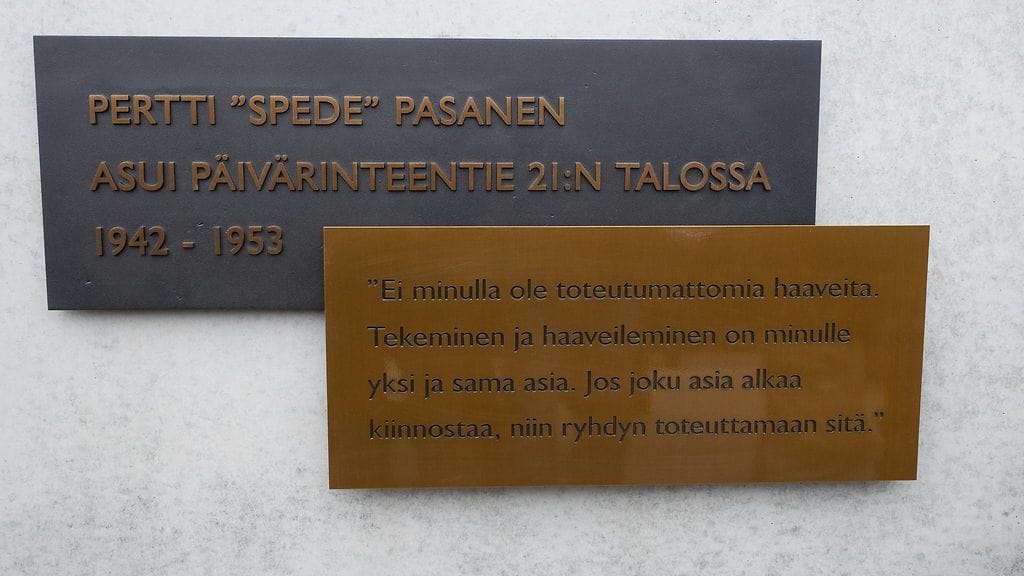 PERTTI ”SPEDE” PASANEN
ASUI PÄIVÄRINTEENTIE 21:N TALOSSA
1942 - 1953
”Ei minulla ole toteutumattomia haaveita.
Tekeminen ja haaveileminen on minulle
yksi ja sama asia. Jos joku asia alkaa
kiinnostaa, niin ryhdyn toteuttamaan sitä.”